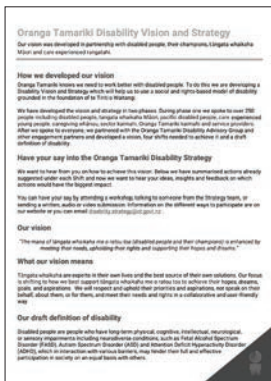 Oranga Tamariki Disability Vision and Strategy
Our vision was developed in partnership with disabled people, their champions, tāngata whaikaha
Māori and care experienced rangatahi.
How we developed our vision
Oranga Tamariki knows we need to work better with disabled people. To do this we are developing a
Disability Vision and Strategy which will help us to use a social and rights-based model of disability
grounded in the foundation of te Tiriti o Waitangi.
We have developed the vision and strategy in two phases. During phase one we spoke to over 250
people including disabled people, tangata whaikaha Māori, pacific disabled people, care experienced
young people, caregiving whānau, sector kaimahi, Oranga Tamariki kaimahi and service providers.
After we spoke to everyone, we partnered with the Oranga Tamariki Disability Advisory Group and
other engagement partners and developed a vision, four shifts needed to achieve it and a draft
definition of disability.
Have your say into the Oranga Tamariki Disability Strategy
We want to hear from you on how to achieve this vision. Below we have summarised actions already
suggested under each Shift and now we want to hear your ideas, insights and feedback on which
actions would have the biggest impact.
You can have your say by attending a workshop, talking to someone from the Strategy team, or
sending a written, audio or video submission. Information on the different ways to participate are on
our website or you can email disability.strategy@ot.govt.nz
Our vision
"The mana of tāngata whaikaha me o ratou tua (disabled people and their champions) is enhanced by
meeting their needs, upholding their rights and supporting their hopes and dreams."
What our vision means
Tāngata whaikaha are experts in their own lives and the best source of their own solutions. Our focus
is shifting to how we best support tāngata whaikaha me o ratou tua to achieve their hopes, dreams,
goals, and aspirations. We will respect and uphold their priorities and aspirations, not speak on their
behalf, about them, or for them, and meet their needs and rights in a collaborative and user-friendly
way.
Our draft definition of disability
Disabled people are people who have long-term physical, cognitive, intellectual, neurological,
or sensory impairments including neurodiverse conditions, such as Fetal Alcohol Spectrum
Disorder (FASD), Autism Spectrum Disorder (ASD) and Attention Deficit Hyperactivity Disorder
(ADHD), which in interaction with various barriers, may hinder their full and effective
participation in society on an equal basis with others.